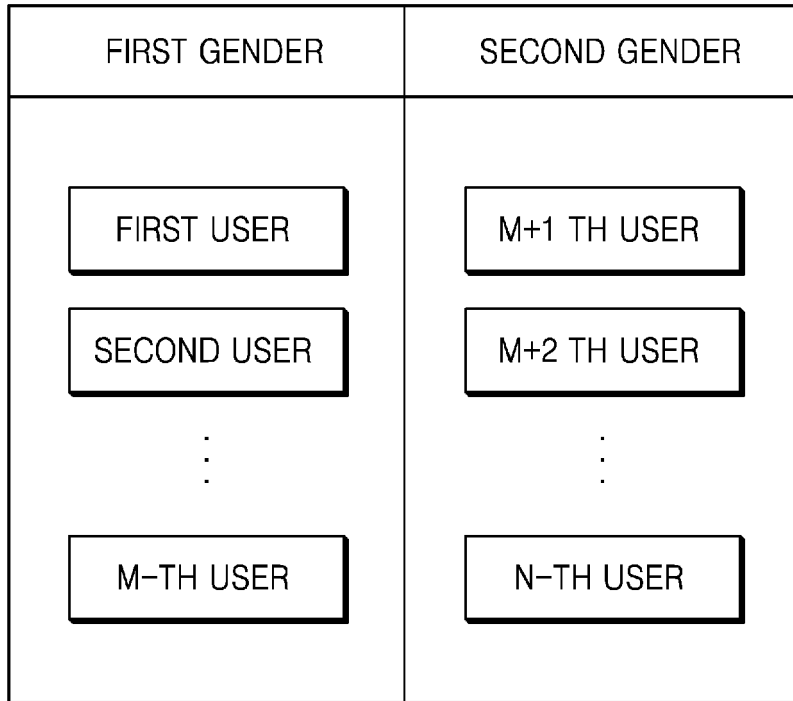 FIRST GENDER
SECOND GENDER
FIRST USER
M+1 TH USER
SECOND USER
M+2 TH USER
M-TH USER
N-TH USER